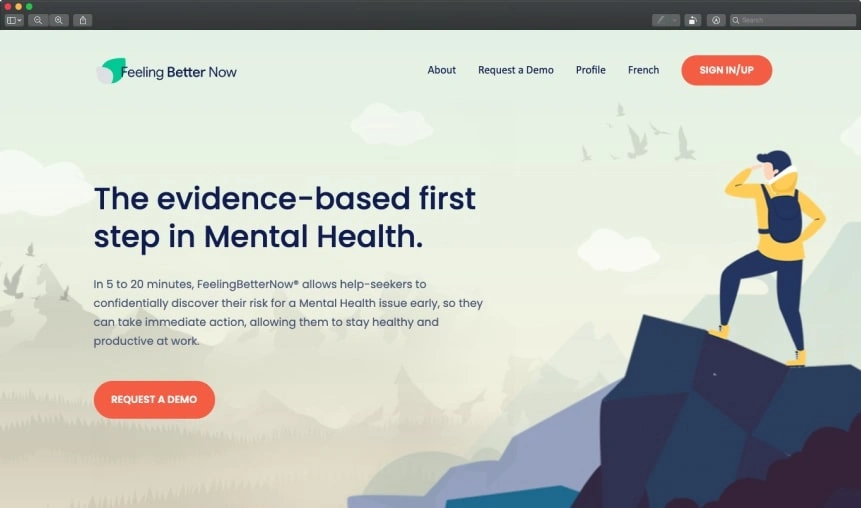 Search
Feeling Better Now
About
Request a Demo
Profile
French
SIGN IN/UP
The evidence-based first
step in Mental Health.
In 5 to 20 minutes, FeelingBetterNow® allows help-seekers to
confidentially discover their risk for a Mental Health issue early, so they
can take immediate action, allowing them to stay healthy and
productive at work.
REQUEST A DEMO